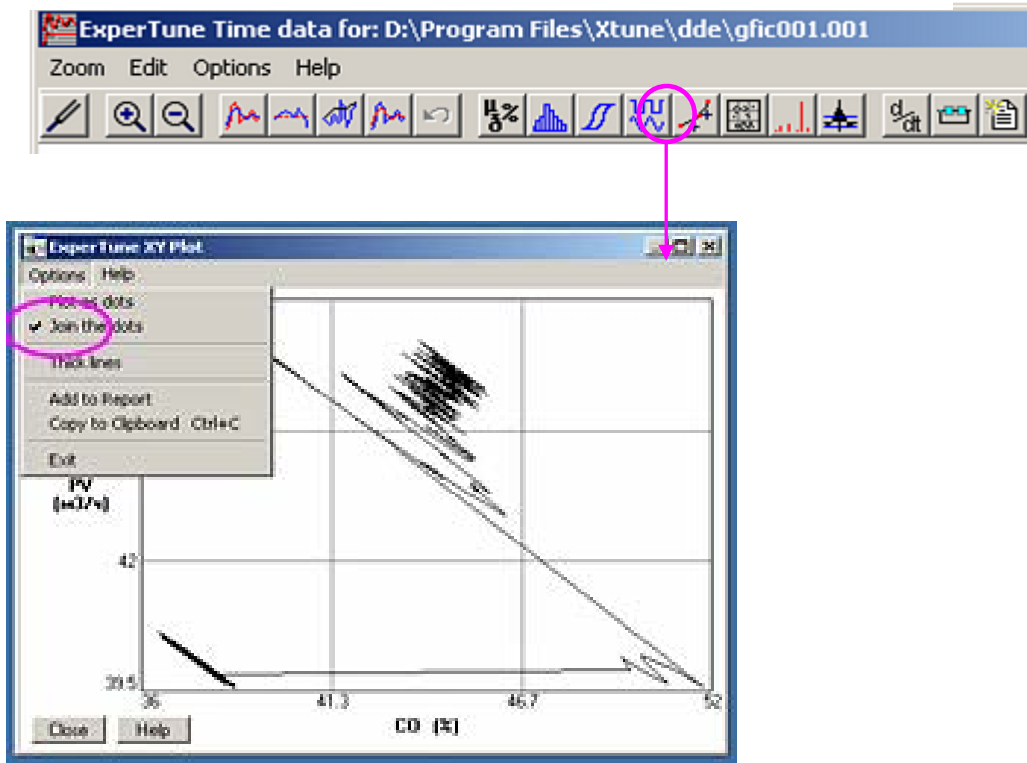 ExperTune Time data for: D:\Program Files\Xtune\dde\gfic001.001
Zoom Edit Options Help
d/dt
ExperTune XY Plot
Options Help
Plot as dots
Join the dots
Thick lines
Add to Report
Copy to Clipboard Ctrl+C
Exit
PV
(м3/ч)
42
39.5
36 41.3 46.7 52
CO (%)
Close Help